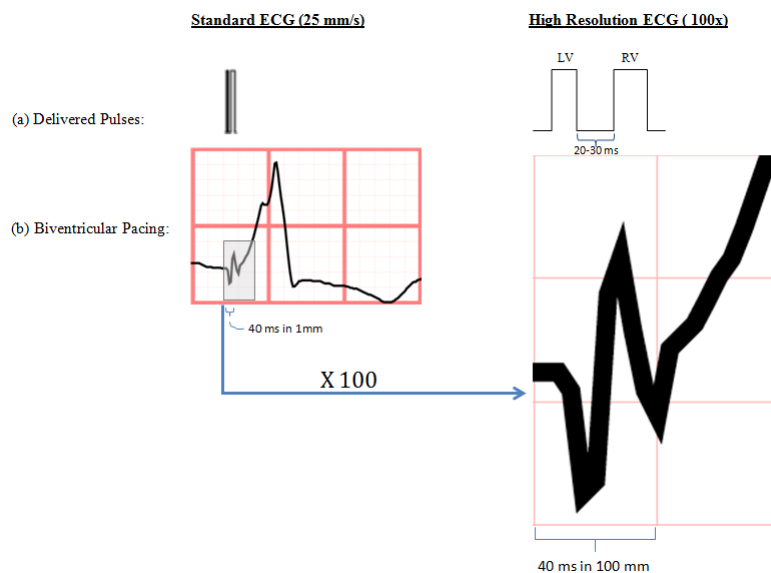 Standard ECG (25 mm/s)
High Resolution ECG ( 100x)
LV
RV
(a) Delivered Pulses:
20-30 ms
(b) Biventricular Pacing:
40 ms in 1mm
X 100
40 ms in 100 mm